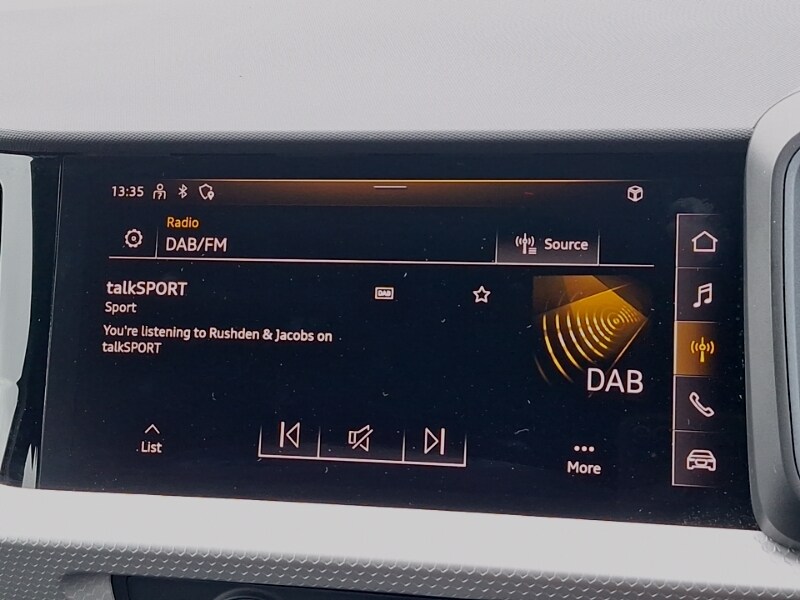 13:35
Radio
DAB/FM
Source
talkSPORT
DAB
Sport
You're listening to Rushden & Jacobs on
talkSPORT
DAB
List
More